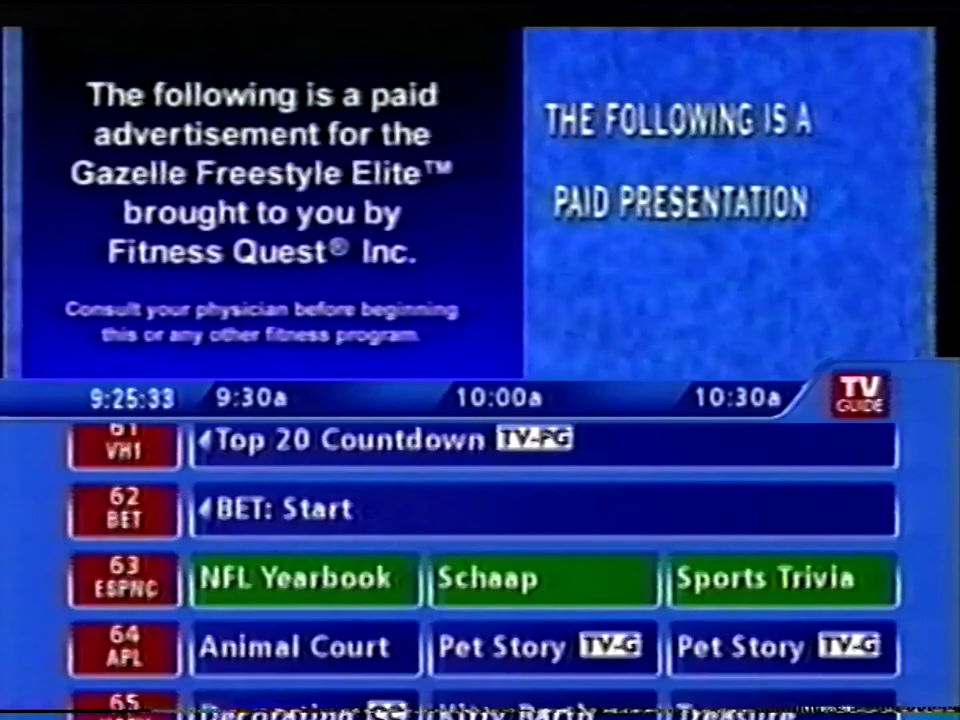 The following is a paid
advertisement for the
Gazelle Freestyle Elite™
brought to you by
Fitness Quest® Inc.
Consult your physician before beginning
this or any other fitness program.
THE FOLLOWING IS A
PAID PRESENTATION
9:25:33 9:30a 10:00a 10:30a TV GUIDE
61 VH1 Top 20 Countdown TV-PG
62 BET BET: Start
63 ESPNC NFL Yearbook Schaap Sports Trivia
64 APL Animal Court Pet Story TV-G Pet Story TV-G
65 Decorating Treasure